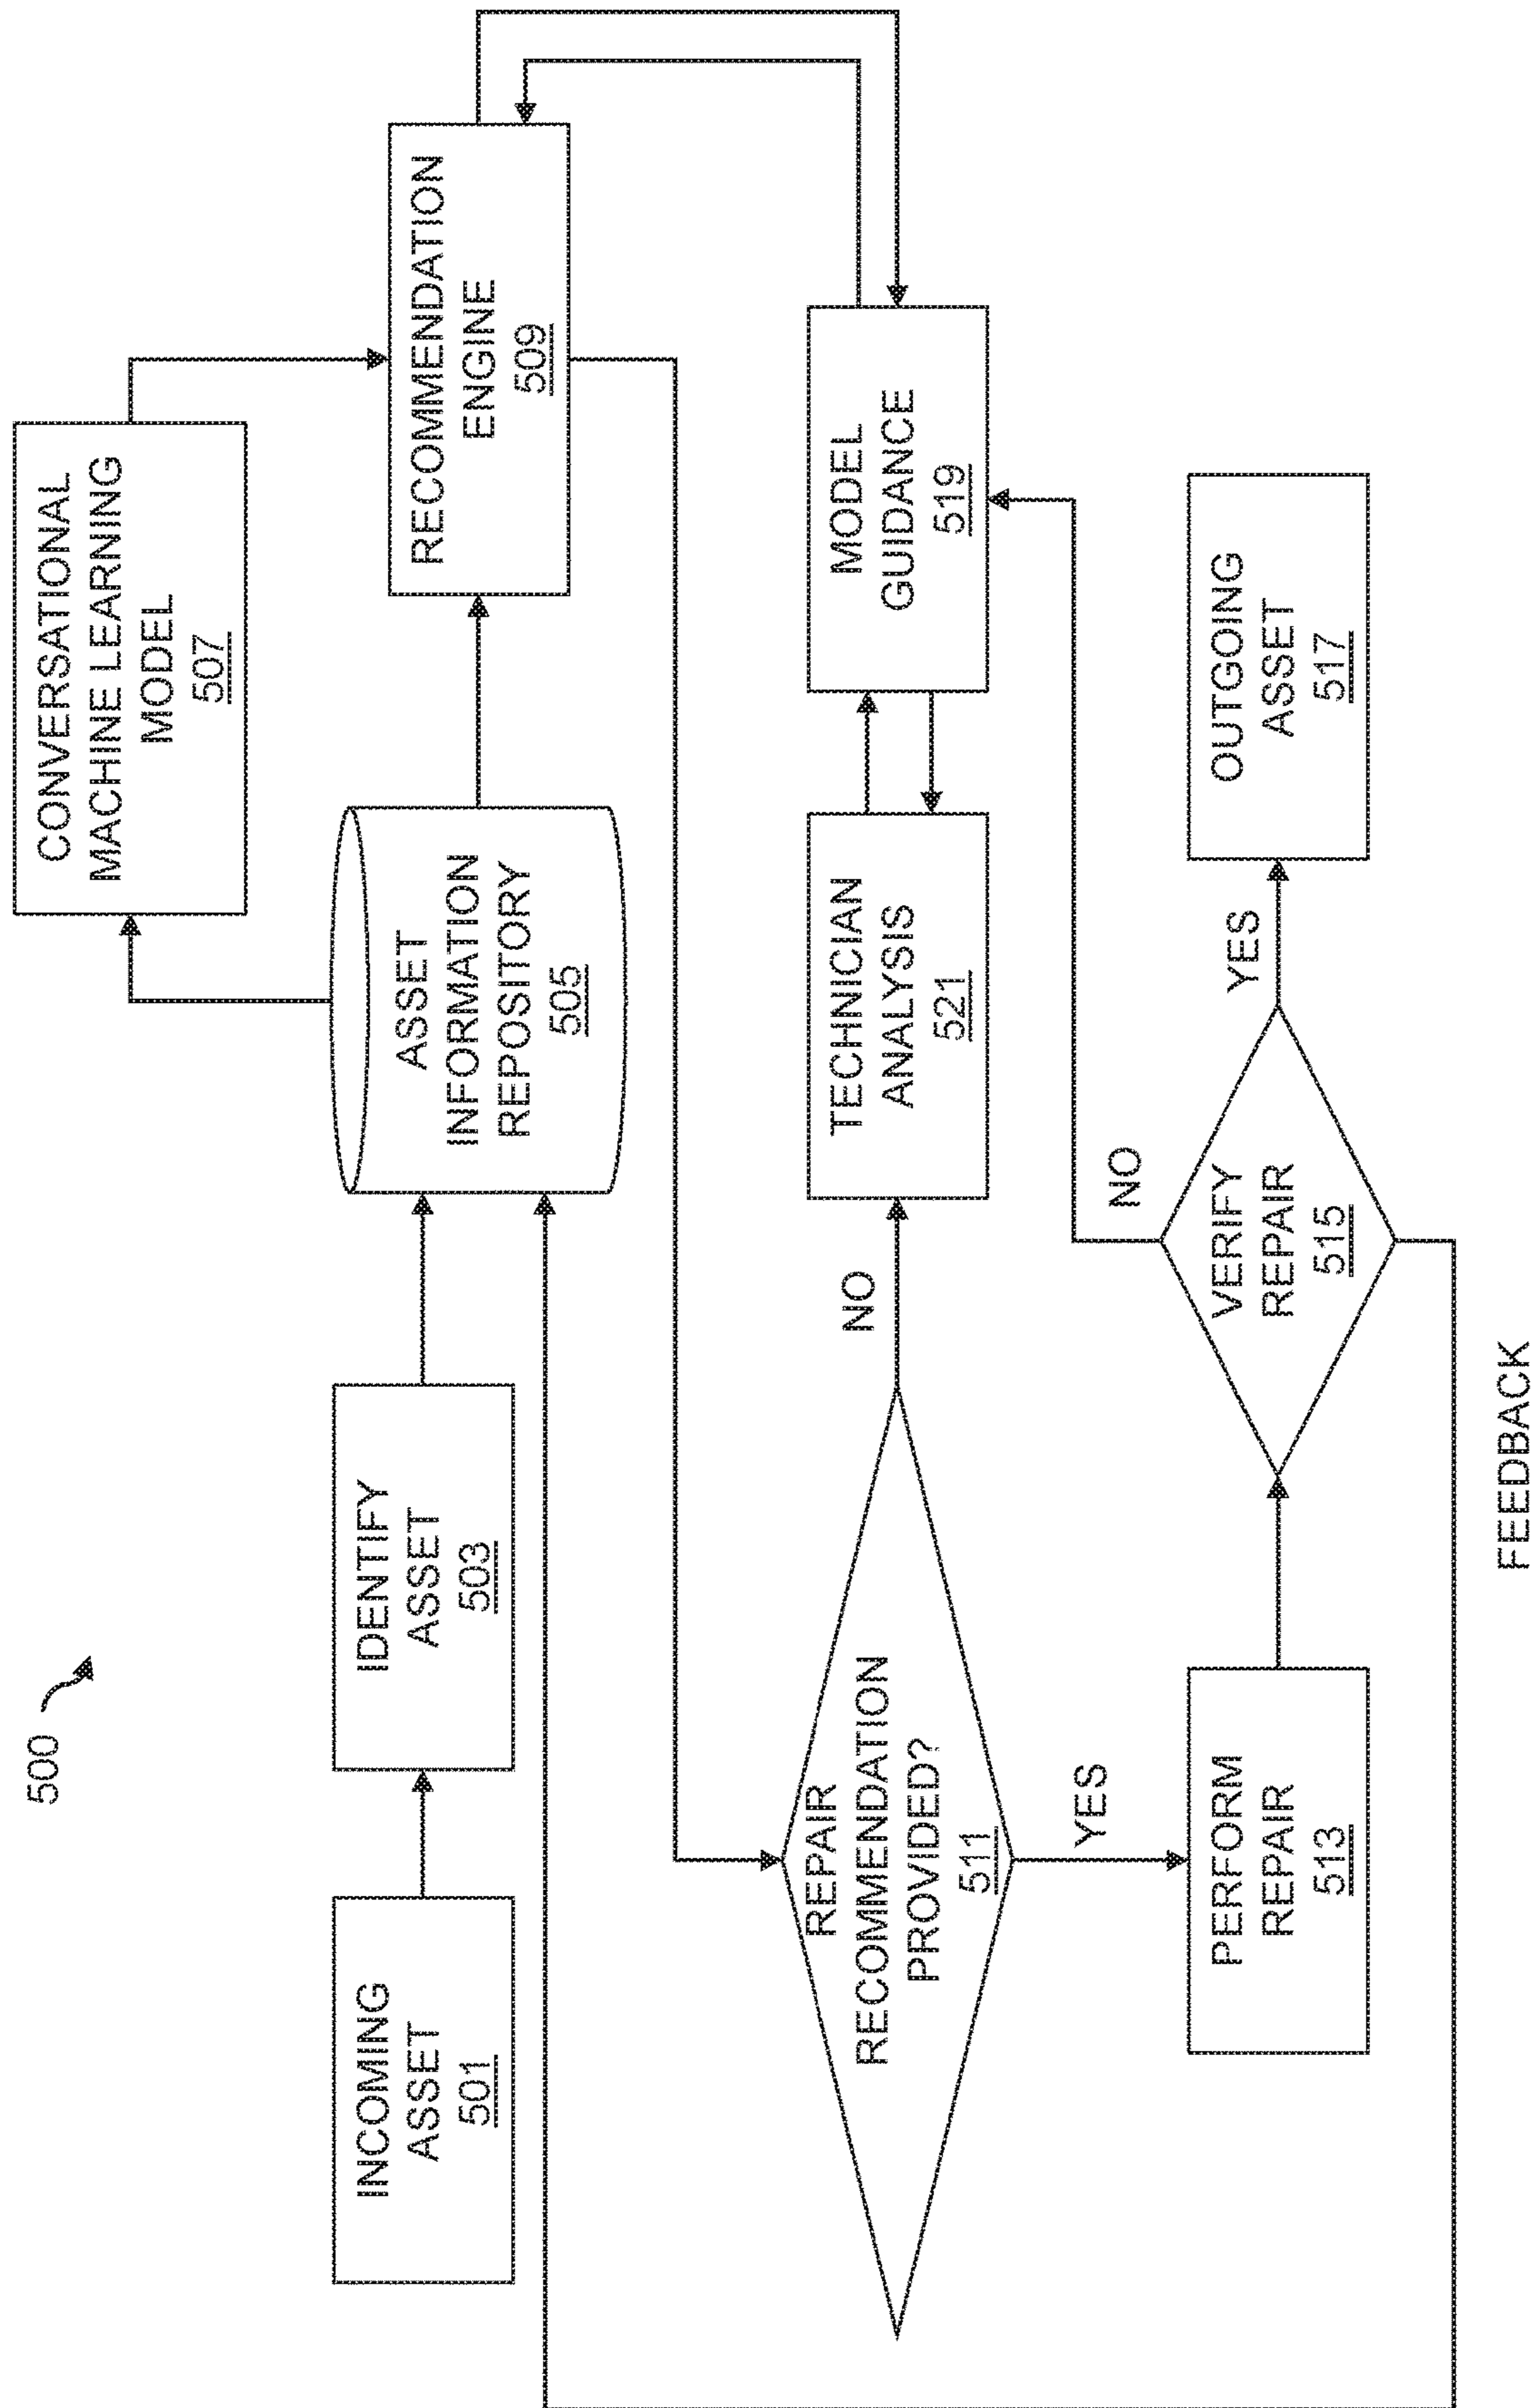 500
CONVERSATIONAL
MACHINE LEARNING
MODEL
507
INCOMING
ASSET
501
IDENTIFY
ASSET
503
ASSET
INFORMATION
REPOSITORY
505
RECOMMENDATION
ENGINE
509
REPAIR
RECOMMENDATION
PROVIDED?
511
NO
TECHNICIAN
ANALYSIS
521
MODEL
GUIDANCE
519
YES
NO
PERFORM
REPAIR
513
VERIFY
REPAIR
515
YES
OUTGOING
ASSET
517
FEEDBACK